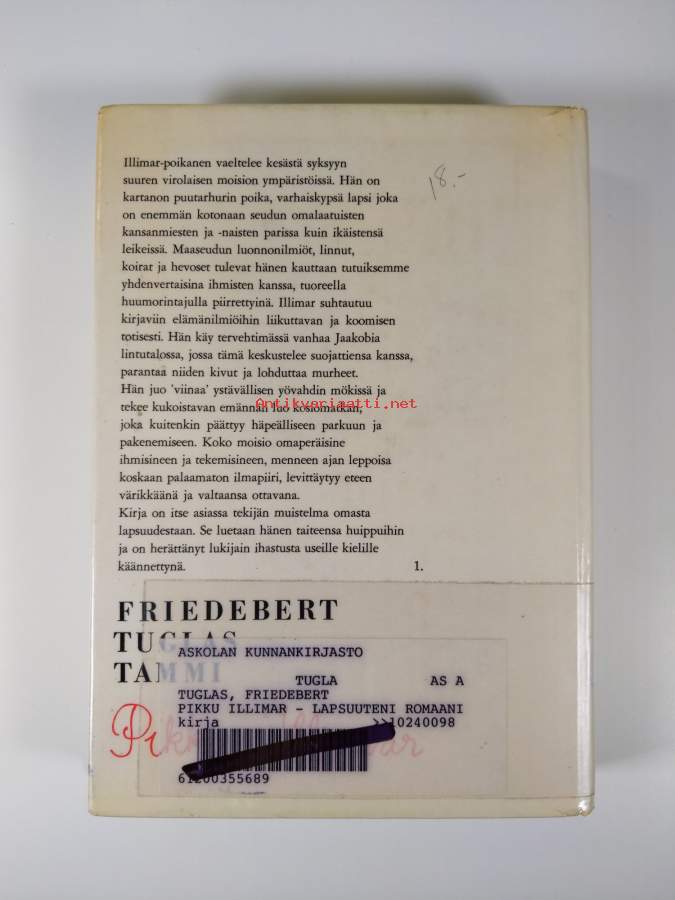 Illimar-poikanen vaeltelee kesästä syksyyn
suuren virolaisen moision ympäristöissä. Hän on
kartanon puutarhurin poika, varhaiskypsä lapsi joka
on enemmän kotonaan seudun omalaatuisten
kansanmiesten ja -naisten parissa kuin ikäistensä
leikeissä. Maaseudun luonnonilmiöt, linnut,
koirat ja hevoset tulevat hänen kauttaan tutuiksemme
yhdenvertaisina ihmisten kanssa, tuoreella
huumorintajulla piirrettyinä. Illimar suhtautuu
kirjaviin elämänilmiöihin liikuttavan ja koomisen
totisesti. Hän käy tervehtimässä vanhaa Jaakobia
lintutalossa, jossa tämä keskustelee suojattiensa kanssa,
parantaa niiden kivut ja lohduttaa murheet.
Hän juo 'viinaa' ystävällisen yövahdin mökissä ja
tekee kukoistavan emännän luo kosiomatkan,
joka kuitenkin päättyy häpeälliseen parkuun ja
pakenemiseen. Koko moisio omaperäisine
ihmisineen ja tekemisineen, menneen ajan leppoisa
koskaan palaamaton ilmapiiri, levittäytyy eteen
värikkäänä ja valtaansa ottavana.
Kirja on itse asiassa tekijän muistelma omasta
lapsuudestaan. Se luetaan hänen taiteensa huippuihin
ja on herättänyt lukijain ihastusta useille kielille
käännettynä. 1.
18.-
Antikvariaatti.net
FRIEDEBERT
TUGLAS
TAMMI
Pikku Illimar
ASKOLAN KUNNANKIRJASTO
TUGLA AS A
TUGLAS, FRIEDEBERT
PIKKU ILLIMAR - LAPSUUTENI ROMAANI
kirja >>10240098
61200355689